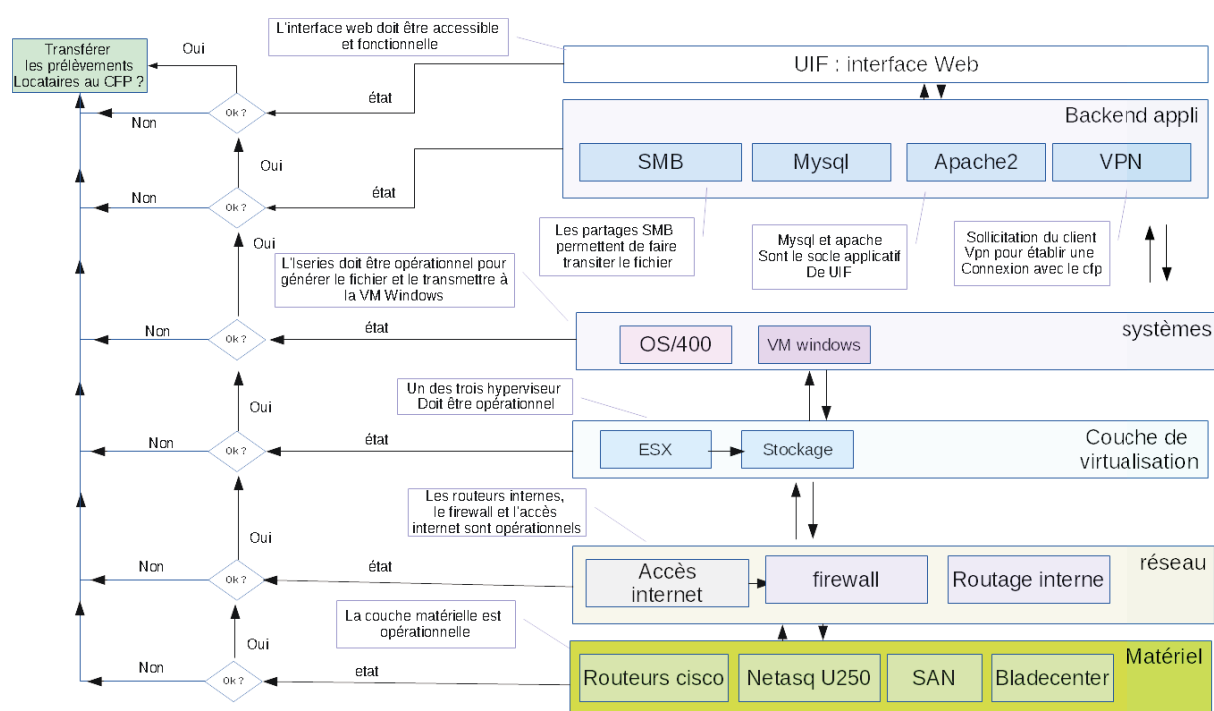 L'interface web doit être accessible
et fonctionnelle
Transférer
les prélèvements
Locataires au CFP ?
Oui
UIF : interface Web
état
Ok ?
Non
Backend appli
SMB
Mysql
Apache2
VPN
Oui
état
Non
Ok ?
Les partages SMB
permettent de faire
transiter le fichier
Mysql et apache
Sont le socle applicatif
De UIF
Sollicitation du client
Vpn pour établir une
Connexion avec le cfp
Oui
L'Iseries doit être opérationnel pour
générer le fichier et le transmettre à
la VM Windows
systèmes
OS/400
VM windows
état
Non
Ok ?
Un des trois hyperviseur
Doit être opérationnel
Oui
Couche de
virtualisation
ESX
Stockage
état
Non
Ok ?
Les routeurs internes,
le firewall et l'accès
internet sont opérationnels
Oui
réseau
Accès
internet
firewall
Routage interne
état
Non
Ok ?
La couche matérielle est
opérationnelle
Oui
Matériel
Routeurs cisco
Netasq U250
SAN
Bladecenter
etat
Non
Ok ?